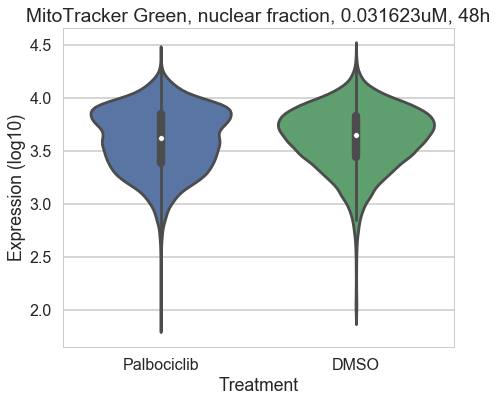 MitoTracker Green, nuclear fraction, 0.031623uM, 48h
4.5
4.0
3.5
3.0
2.5
2.0
Expression (log10)
Palbociclib DMSO
Treatment